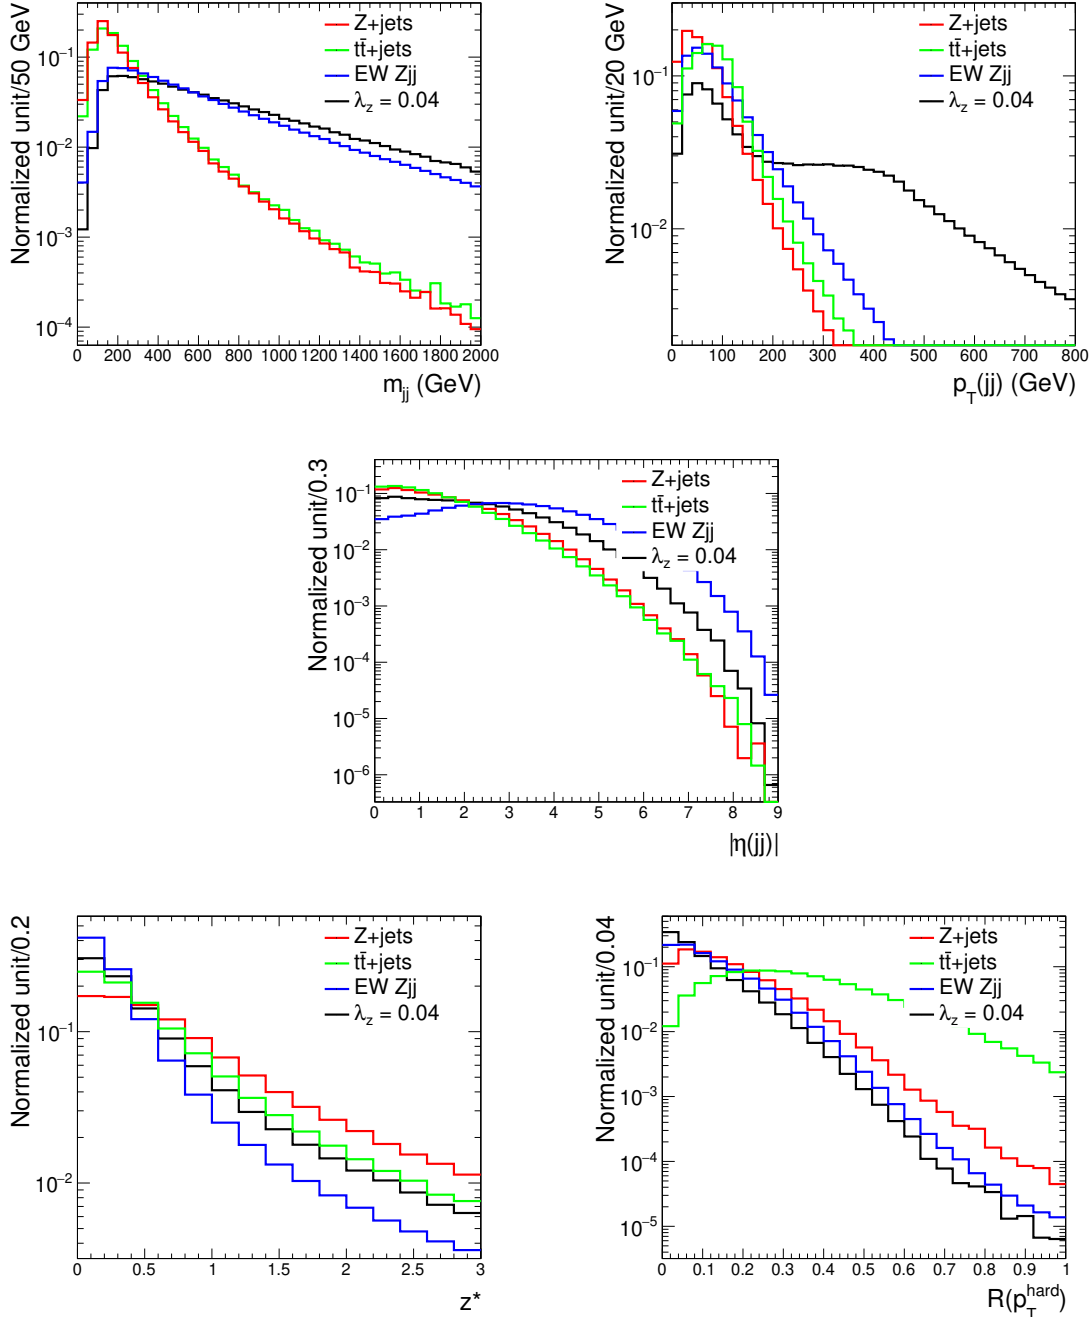 Normalized unit/50 GeV
10⁻¹
10⁻²
10⁻³
10⁻⁴
Z+jets
tt̄+jets
EW Zjj
λ_z = 0.04
0 200 400 600 800 1000 1200 1400 1600 1800 2000
m_jj (GeV)
Normalized unit/20 GeV
10⁻¹
10⁻²
Z+jets
tt̄+jets
EW Zjj
λ_z = 0.04
0 100 200 300 400 500 600 700 800
p_T(jj) (GeV)
Normalized unit/0.3
10⁻¹
10⁻²
10⁻³
10⁻⁴
10⁻⁵
10⁻⁶
Z+jets
tt̄+jets
EW Zjj
λ_z = 0.04
0 1 2 3 4 5 6 7 8 9
|η(jj)|
Normalized unit/0.2
10⁻¹
10⁻²
Z+jets
tt̄+jets
EW Zjj
λ_z = 0.04
0 0.5 1 1.5 2 2.5 3
z*
Normalized unit/0.04
10⁻¹
10⁻²
10⁻³
10⁻⁴
10⁻⁵
Z+jets
tt̄+jets
EW Zjj
λ_z = 0.04
0 0.1 0.2 0.3 0.4 0.5 0.6 0.7 0.8 0.9 1
R(p_T^hard)